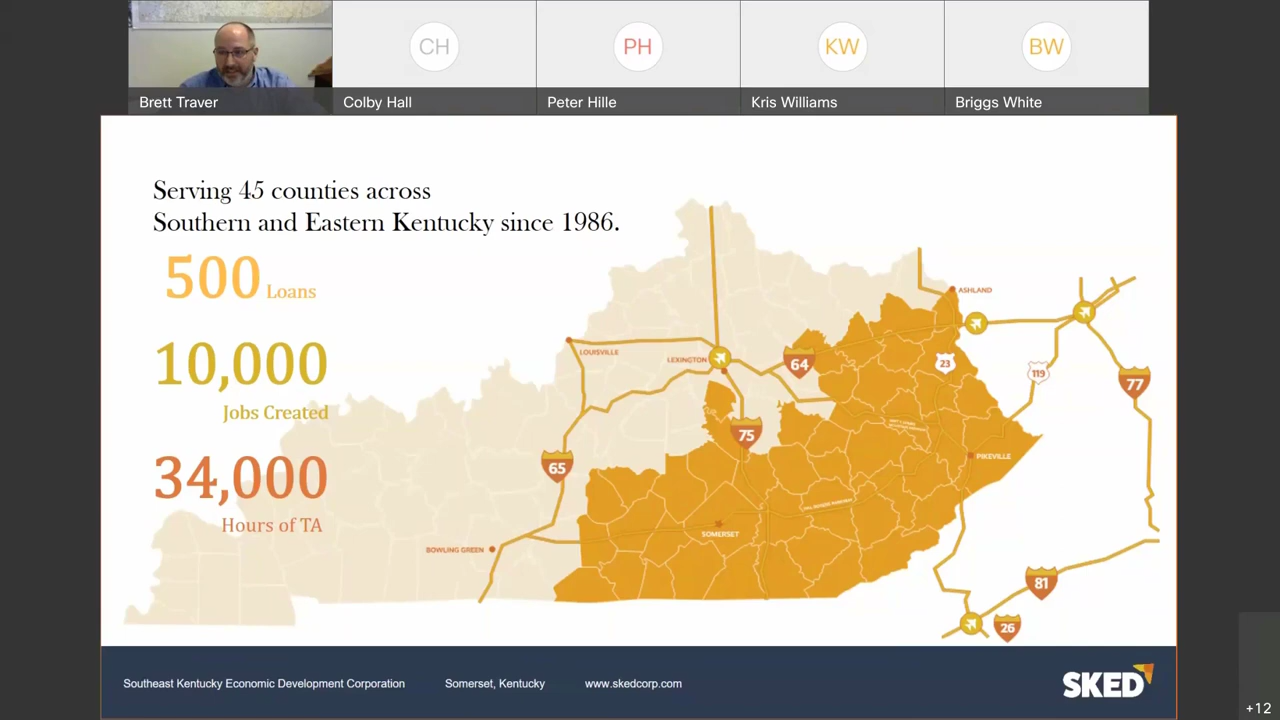 CH
PH
KW
BW
Brett Traver
Colby Hall
Peter Hille
Kris Williams
Briggs White
Serving 45 counties across
Southern and Eastern Kentucky since 1986.
500 Loans
10,000
Jobs Created
34,000
Hours of TA
ASHLAND
LOUISVILLE
LEXINGTON
64
23
119
77
75
65
PIKEVILLE
SOMERSET
BOWLING GREEN
81
26
Southeast Kentucky Economic Development Corporation
Somerset, Kentucky
www.skedcorp.com
SKED
+12